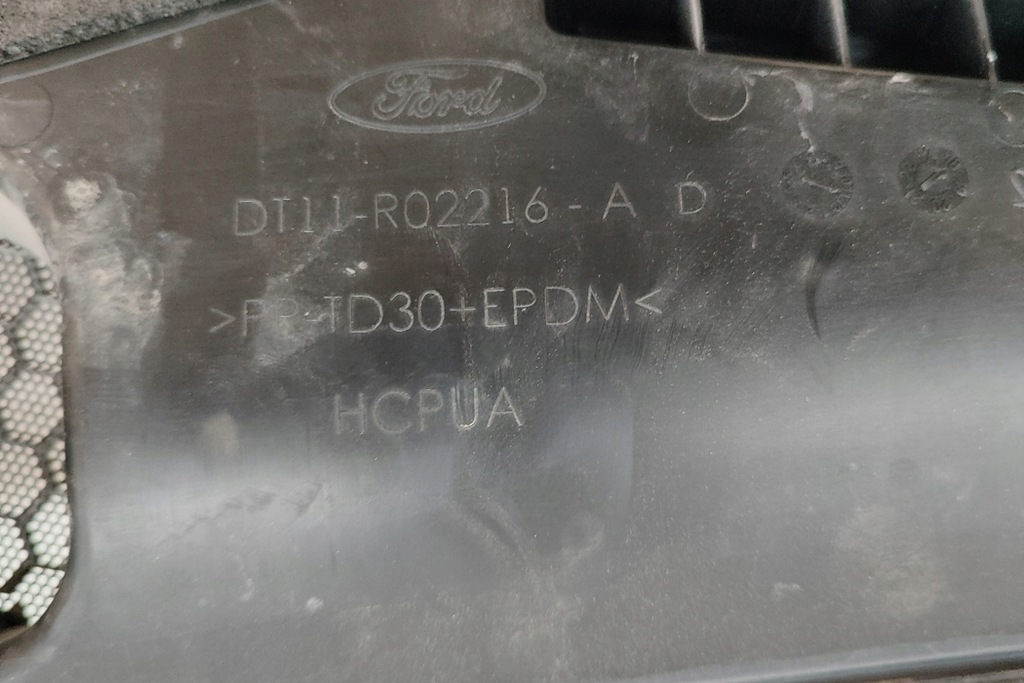 Ford
DT11-R02216-A D
>PP-TD30+EPDM<
HCPUA